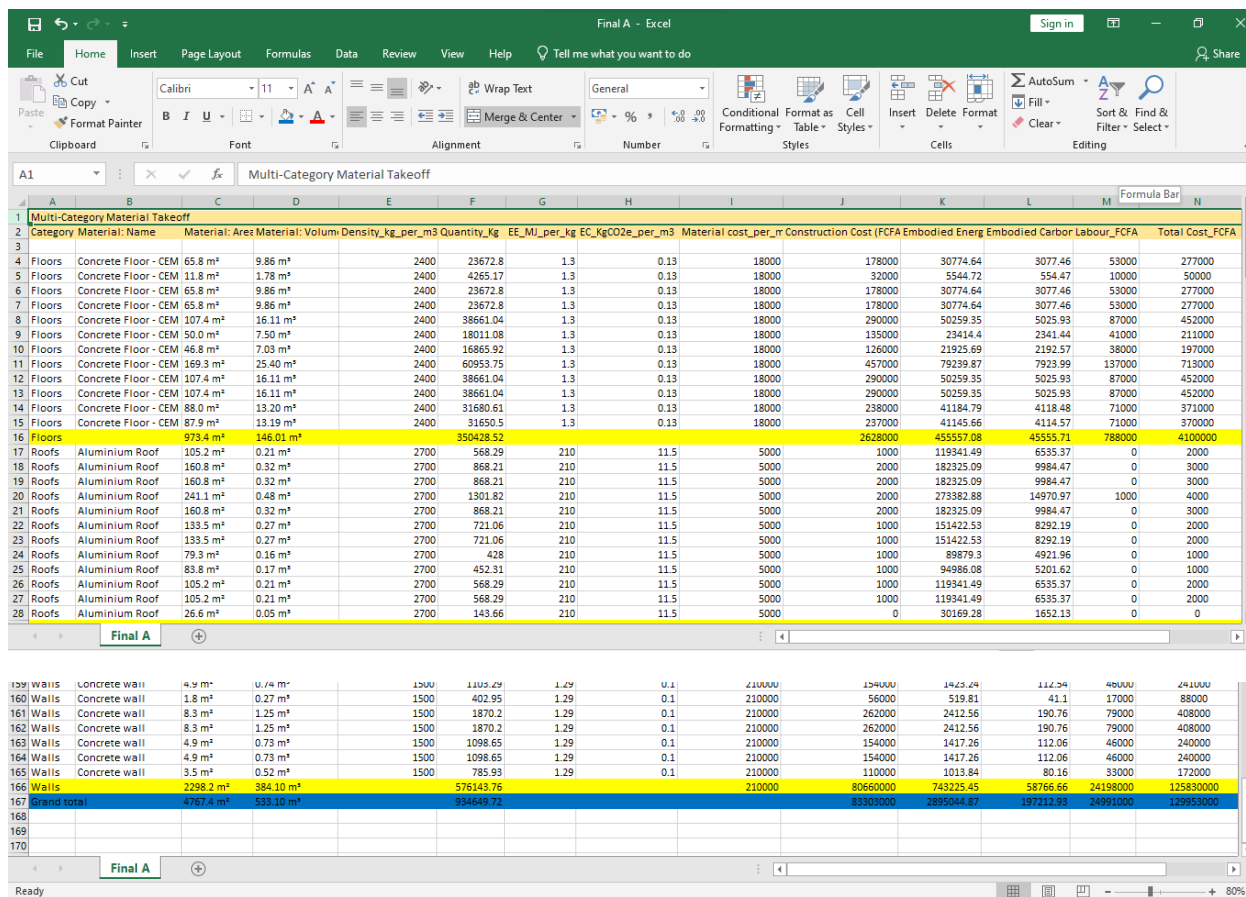 Final A - Excel Sign in
File Home Insert Page Layout Formulas Data Review View Help Tell me what you want to do Share
Cut
Copy
Format Painter
Paste
Calibri 11
B I U
Wrap Text
Merge & Center
General
Conditional Formatting
Format as Table
Cell Styles
Insert Delete Format
AutoSum
Fill
Clear
Sort & Filter
Find & Select
Clipboard Font Alignment Number Styles Cells Editing
A1 fx Multi-Category Material Takeoff
Formula Bar
A B C D E F G H I J K L M N
1 Multi-Category Material Takeoff
2 Category Material: Name Material: Are Material: Volum Density_kg_per_m3 Quantity_Kg EE_MJ_per_kg EC_KgCO2e_per_m3 Material cost_per_m Construction Cost (FCFA Embodied Energ Embodied Carbor Labour_FCFA Total Cost_FCFA
3
4 Floors Concrete Floor - CEM 65.8 m² 9.86 m³ 2400 23672.8 1.3 0.13 18000 178000 30774.64 3077.46 53000 277000
5 Floors Concrete Floor - CEM 11.8 m² 1.78 m³ 2400 4265.17 1.3 0.13 18000 32000 5544.72 554.47 10000 50000
6 Floors Concrete Floor - CEM 65.8 m² 9.86 m³ 2400 23672.8 1.3 0.13 18000 178000 30774.64 3077.46 53000 277000
7 Floors Concrete Floor - CEM 65.8 m² 9.86 m³ 2400 23672.8 1.3 0.13 18000 178000 30774.64 3077.46 53000 277000
8 Floors Concrete Floor - CEM 107.4 m² 16.11 m³ 2400 38661.04 1.3 0.13 18000 290000 50259.35 5025.93 87000 452000
9 Floors Concrete Floor - CEM 50.0 m² 7.50 m³ 2400 18011.08 1.3 0.13 18000 135000 23414.4 2341.44 41000 211000
10 Floors Concrete Floor - CEM 46.8 m² 7.03 m³ 2400 16865.92 1.3 0.13 18000 126000 21925.69 2192.57 38000 197000
11 Floors Concrete Floor - CEM 169.3 m² 25.40 m³ 2400 60953.75 1.3 0.13 18000 457000 79239.87 7923.99 137000 713000
12 Floors Concrete Floor - CEM 107.4 m² 16.11 m³ 2400 38661.04 1.3 0.13 18000 290000 50259.35 5025.93 87000 452000
13 Floors Concrete Floor - CEM 107.4 m² 16.11 m³ 2400 38661.04 1.3 0.13 18000 290000 50259.35 5025.93 87000 452000
14 Floors Concrete Floor - CEM 88.0 m² 13.20 m³ 2400 31680.61 1.3 0.13 18000 238000 41184.79 4118.48 71000 371000
15 Floors Concrete Floor - CEM 87.9 m² 13.19 m³ 2400 31650.5 1.3 0.13 18000 237000 41145.66 4114.57 71000 370000
16 Floors 973.4 m² 146.01 m³ 350428.52 2628000 455557.08 45555.71 788000 4100000
17 Roofs Aluminium Roof 105.2 m² 0.21 m³ 2700 568.29 210 11.5 5000 1000 119341.49 6535.37 0 2000
18 Roofs Aluminium Roof 160.8 m² 0.32 m³ 2700 868.21 210 11.5 5000 2000 182325.09 9984.47 0 3000
19 Roofs Aluminium Roof 160.8 m² 0.32 m³ 2700 868.21 210 11.5 5000 2000 182325.09 9984.47 0 3000
20 Roofs Aluminium Roof 241.1 m² 0.48 m³ 2700 1301.82 210 11.5 5000 2000 273382.88 14970.97 1000 4000
21 Roofs Aluminium Roof 160.8 m² 0.32 m³ 2700 868.21 210 11.5 5000 2000 182325.09 9984.47 0 3000
22 Roofs Aluminium Roof 133.5 m² 0.27 m³ 2700 721.06 210 11.5 5000 1000 151422.53 8292.19 0 2000
23 Roofs Aluminium Roof 133.5 m² 0.27 m³ 2700 721.06 210 11.5 5000 1000 151422.53 8292.19 0 2000
24 Roofs Aluminium Roof 79.3 m² 0.16 m³ 2700 428 210 11.5 5000 1000 89879.3 4921.96 0 1000
25 Roofs Aluminium Roof 83.8 m² 0.17 m³ 2700 452.31 210 11.5 5000 1000 94986.08 5201.62 0 1000
26 Roofs Aluminium Roof 105.2 m² 0.21 m³ 2700 568.29 210 11.5 5000 1000 119341.49 6535.37 0 2000
27 Roofs Aluminium Roof 105.2 m² 0.21 m³ 2700 568.29 210 11.5 5000 1000 119341.49 6535.37 0 2000
28 Roofs Aluminium Roof 26.6 m² 0.05 m³ 2700 143.66 210 11.5 5000 0 30169.28 1652.13 0 0
Final A
159 Walls Concrete wall 4.9 m² 0.74 m³ 1500 1103.29 1.29 0.1 210000 154000 1423.24 112.54 46000 241000
160 Walls Concrete wall 1.8 m² 0.27 m³ 1500 402.95 1.29 0.1 210000 56000 519.81 41.1 17000 88000
161 Walls Concrete wall 8.3 m² 1.25 m³ 1500 1870.2 1.29 0.1 210000 262000 2412.56 190.76 79000 408000
162 Walls Concrete wall 8.3 m² 1.25 m³ 1500 1870.2 1.29 0.1 210000 262000 2412.56 190.76 79000 408000
163 Walls Concrete wall 4.9 m² 0.73 m³ 1500 1098.65 1.29 0.1 210000 154000 1417.26 112.06 46000 240000
164 Walls Concrete wall 4.9 m² 0.73 m³ 1500 1098.65 1.29 0.1 210000 154000 1417.26 112.06 46000 240000
165 Walls Concrete wall 3.5 m² 0.52 m³ 1500 785.93 1.29 0.1 210000 110000 1013.84 80.16 33000 172000
166 Walls 2298.2 m² 384.10 m³ 576143.76 210000 80660000 743225.45 58766.66 24198000 125830000
167 Grand total 4767.4 m² 533.10 m³ 934649.72 83303000 2895044.87 197212.93 24991000 129953000
168
169
170
Final A
Ready 80%